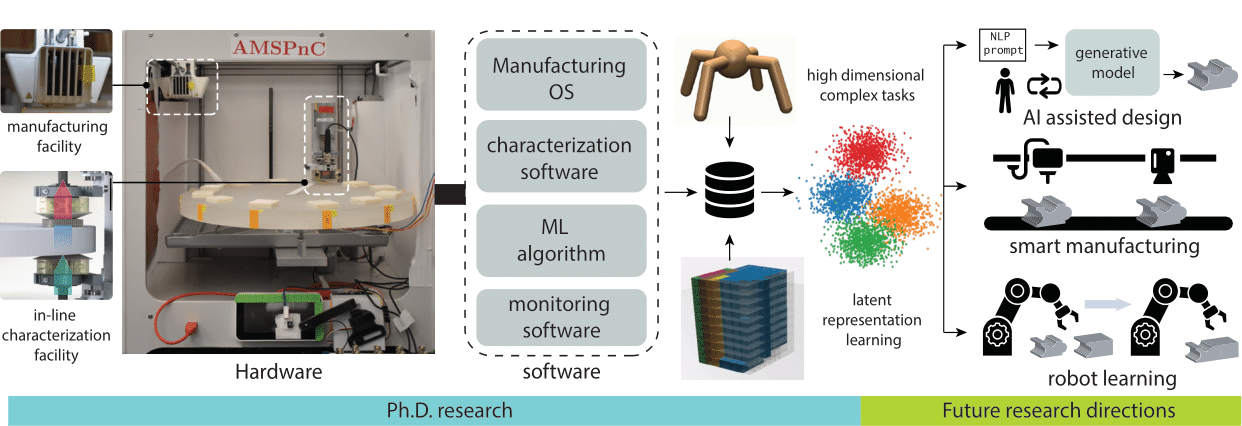 AMSPnC
manufacturing
facility
in-line
characterization
facility
Hardware
Manufacturing
OS
characterization
software
ML
algorithm
monitoring
software
software
high dimensional
complex tasks
latent
representation
learning
NLP
prompt
generative
model
AI assisted design
smart manufacturing
robot learning
Ph.D. research
Future research directions